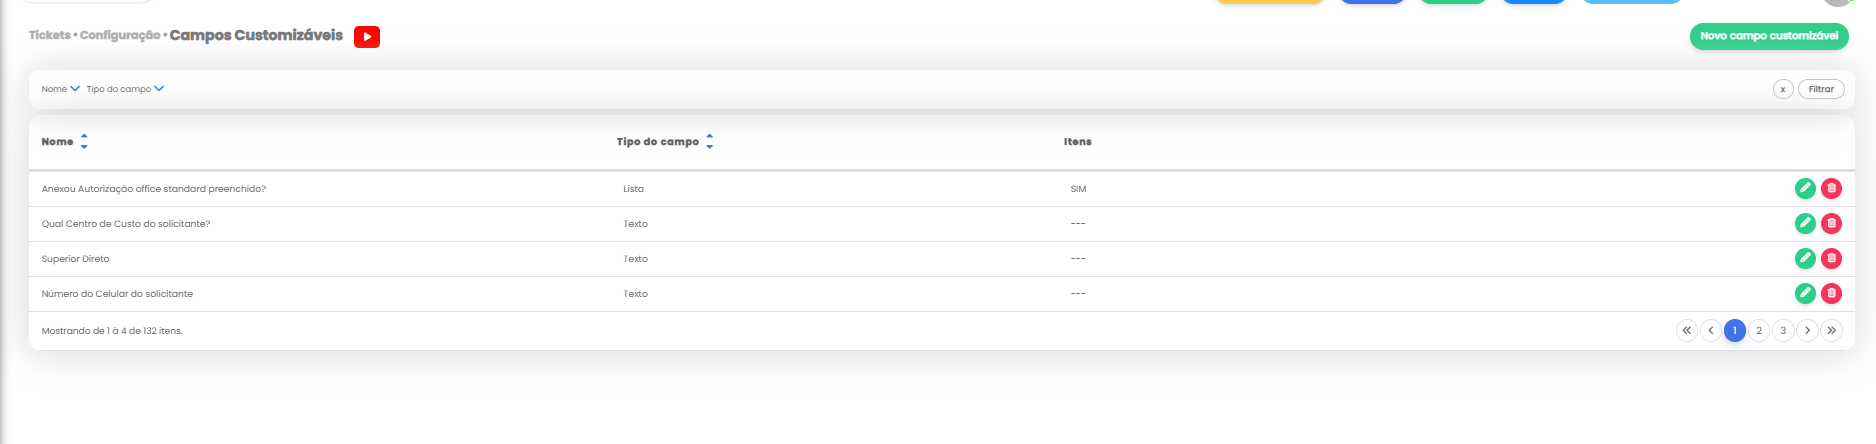 Tickets • Configuração • Campos Customizáveis
Novo campo customizável
Nome Tipo do campo x Filtrar
Nome Tipo do campo Itens
Anexou Autorização office standard preenchido? Lista SIM
Qual Centro de Custo do solicitante? Texto ---
Superior Direto Texto ---
Número do Celular do solicitante Texto ---
Mostrando de 1 à 4 de 132 itens. « ‹ 1 2 3 › »